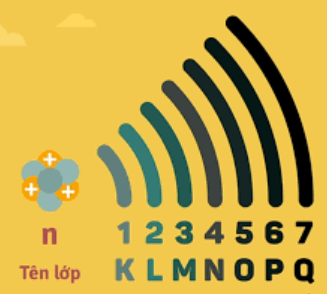 + + +
n 1 2 3 4 5 6 7
Tên lớp K L M N O P Q